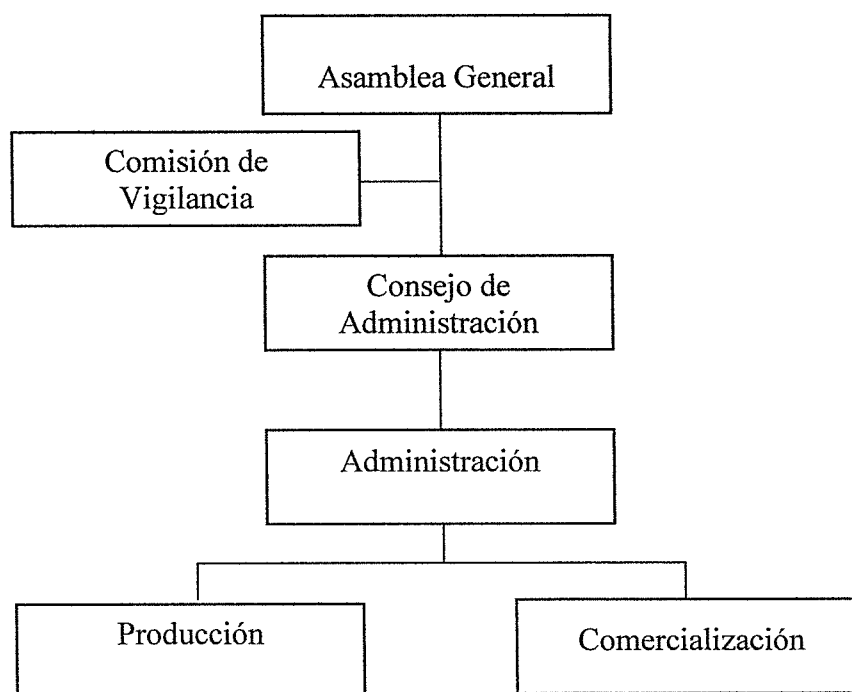 Asamblea General
Comisión de
Vigilancia
Consejo de
Administración
Administración
Producción
Comercialización